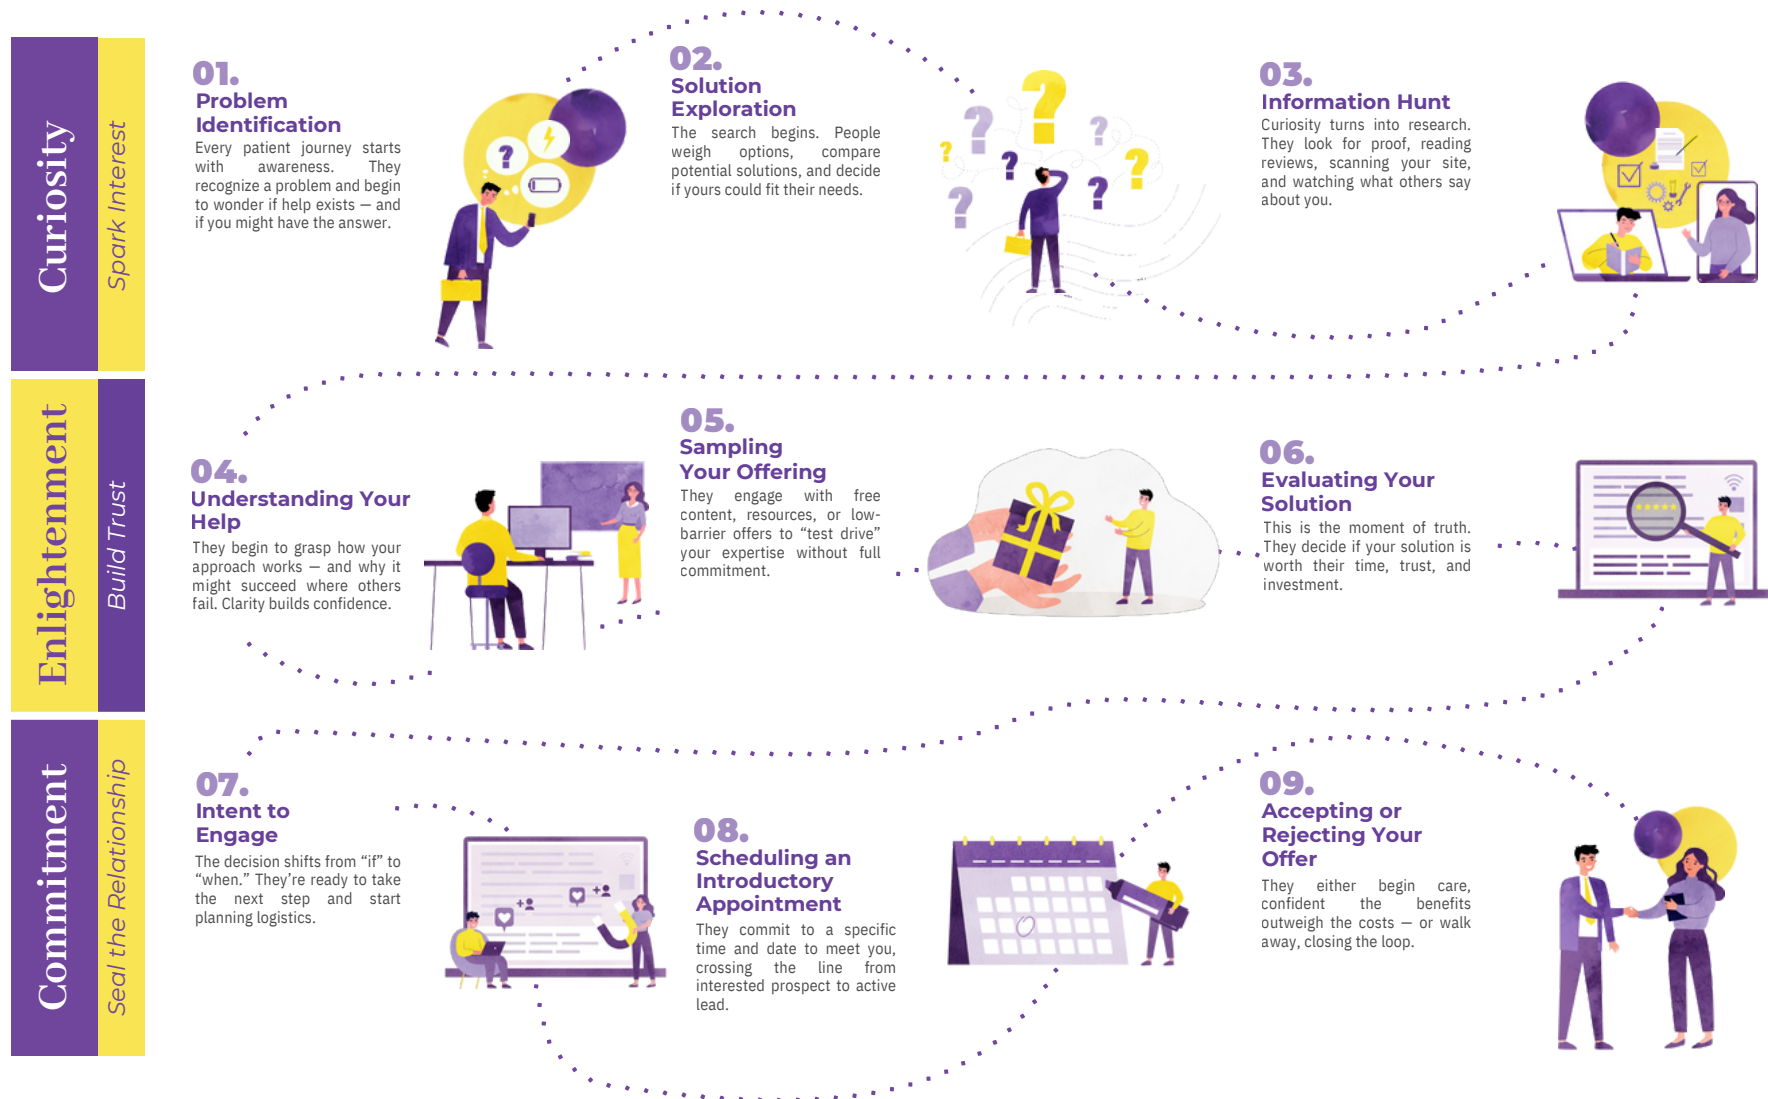 Curiosity
Spark Interest
01.
Problem
Identification
Every patient journey starts
with awareness. They
recognize a problem and begin
to wonder if help exists — and
if you might have the answer.
02.
Solution
Exploration
The search begins. People
weigh options, compare
potential solutions, and decide
if yours could fit their needs.
03.
Information Hunt
Curiosity turns into research.
They look for proof, reading
reviews, scanning your site,
and watching what others say
about you.
Enlightenment
Build Trust
04.
Understanding Your
Help
They begin to grasp how your
approach works — and why it
might succeed where others
fail. Clarity builds confidence.
05.
Sampling
Your Offering
They engage with free
content, resources, or low-
barrier offers to “test drive”
your expertise without full
commitment.
06.
Evaluating Your
Solution
This is the moment of truth.
They decide if your solution is
worth their time, trust, and
investment.
Commitment
Seal the Relationship
07.
Intent to
Engage
The decision shifts from “if” to
“when.” They’re ready to take
the next step and start
planning logistics.
08.
Scheduling an
Introductory
Appointment
They commit to a specific
time and date to meet you,
crossing the line from
interested prospect to active
lead.
09.
Accepting or
Rejecting Your
Offer
They either begin care,
confident the benefits
outweigh the costs — or walk
away, closing the loop.